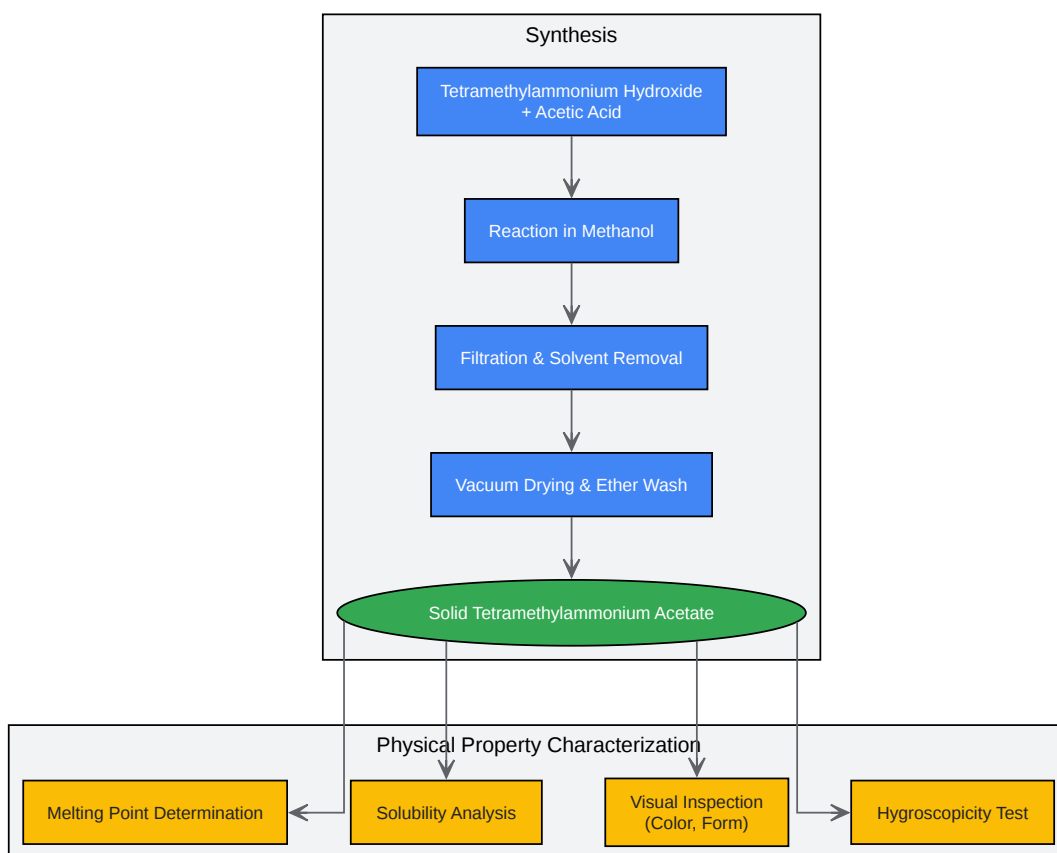 Synthesis
Tetramethylammonium Hydroxide
+ Acetic Acid
Reaction in Methanol
Filtration & Solvent Removal
Vacuum Drying & Ether Wash
Solid Tetramethylammonium Acetate
Physical Property Characterization
Melting Point Determination
Solubility Analysis
Visual Inspection
(Color, Form)
Hygroscopicity Test